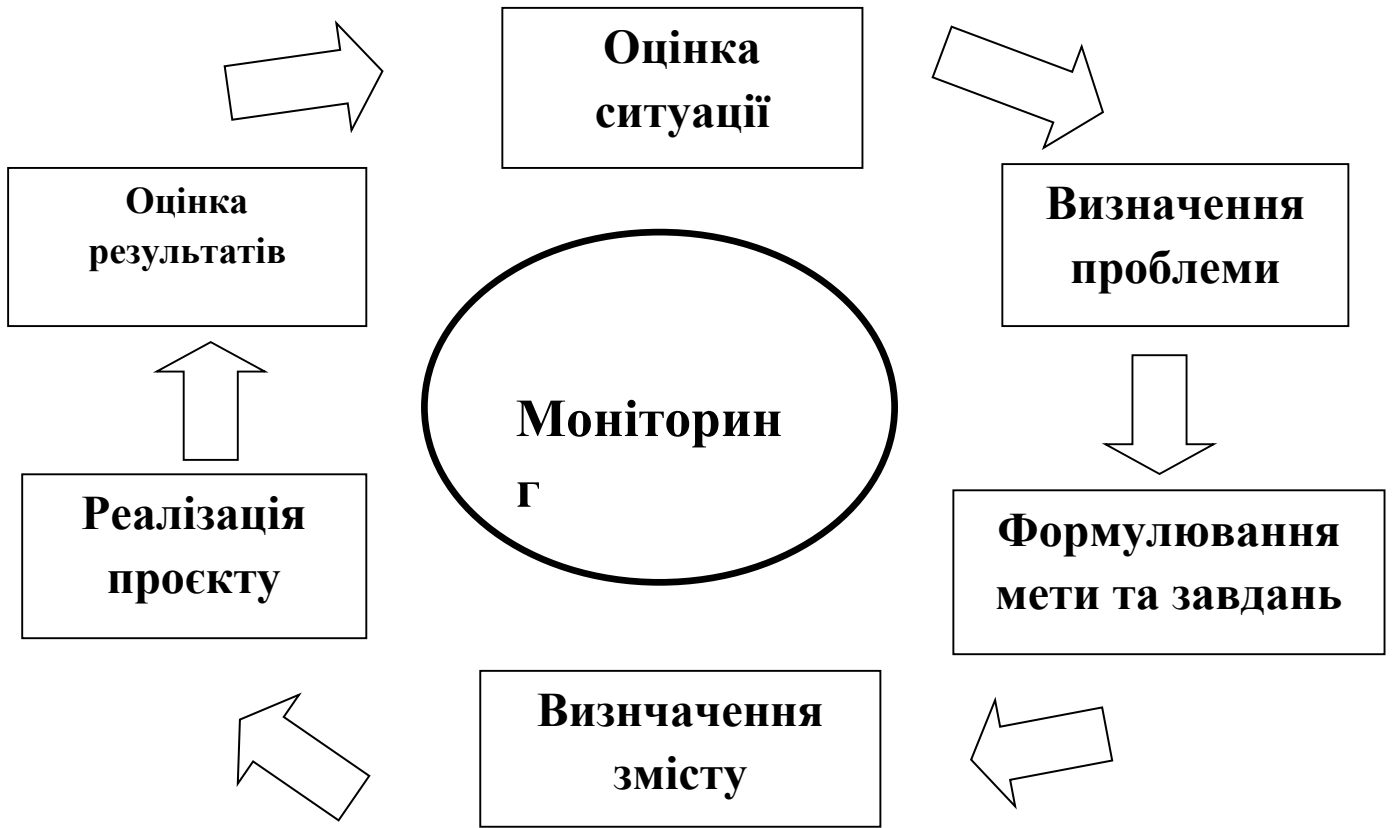 Оцінка
ситуації
Визначення
проблеми
Формулювання
мети та завдань
Визнчачення
змісту
Реалізація
проєкту
Оцінка
результатів
Моніторин
г